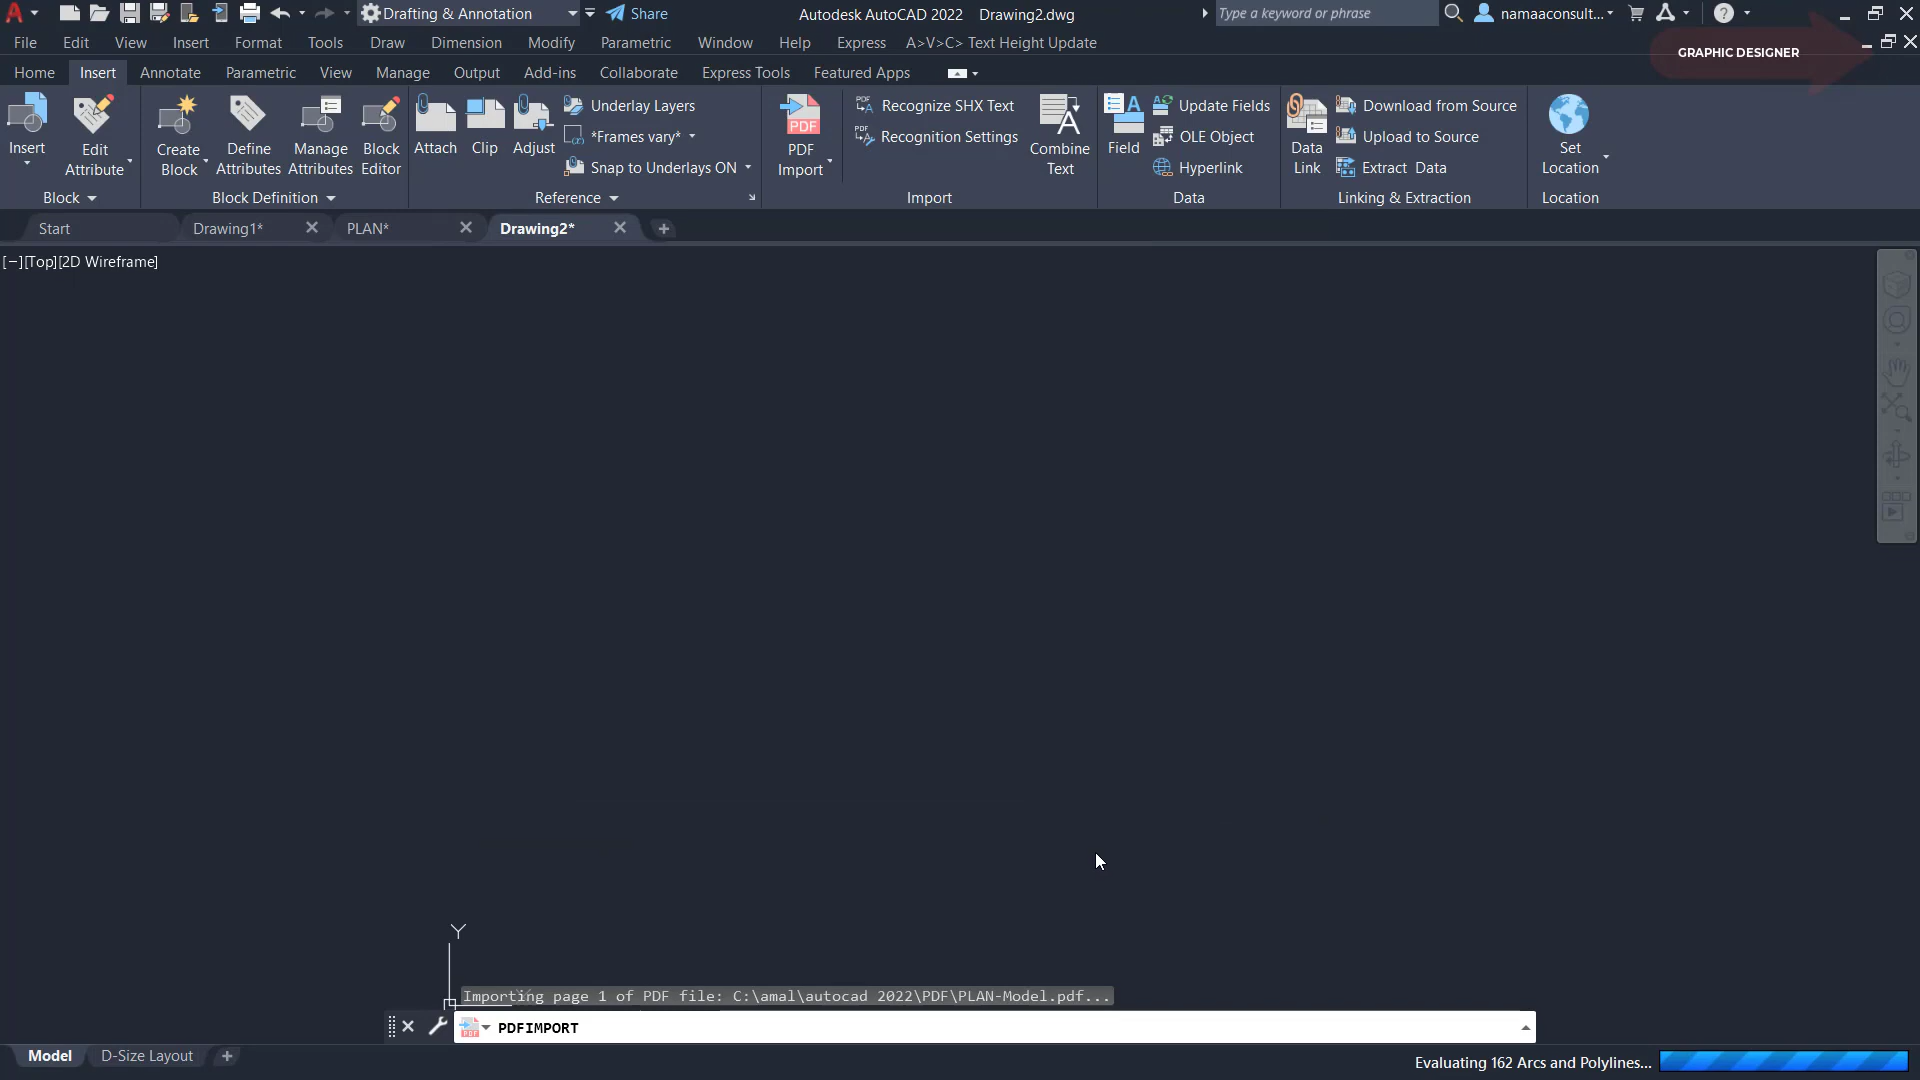 Drafting & Annotation
Share
Autodesk AutoCAD 2022 Drawing2.dwg
Type a keyword or phrase
namaaconsult...
File Edit View Insert Format Tools Draw Dimension Modify Parametric Window Help Express A>V>C> Text Height Update
GRAPHIC DESIGNER
Home Insert Annotate Parametric View Manage Output Add-ins Collaborate Express Tools Featured Apps
Insert
Edit
Attribute
Create
Block
Define
Attributes
Manage
Attributes
Block
Editor
Attach
Clip
Adjust
Underlay Layers
*Frames vary*
Snap to Underlays ON
PDF
PDF
Import
PDF
Recognize SHX Text
PDF
Recognition Settings
Combine
Text
Field
Update Fields
OLE Object
Hyperlink
Data
Link
Download from Source
Upload to Source
Extract Data
Set
Location
Block
Block Definition
Reference
Import
Data
Linking & Extraction
Location
Start
Drawing1*
PLAN*
Drawing2*
[−][Top][2D Wireframe]
Y
Importing page 1 of PDF file: C:\amal\autocad 2022\PDF\PLAN-Model.pdf...
PDFIMPORT
Model
D-Size Layout
Evaluating 162 Arcs and Polylines...